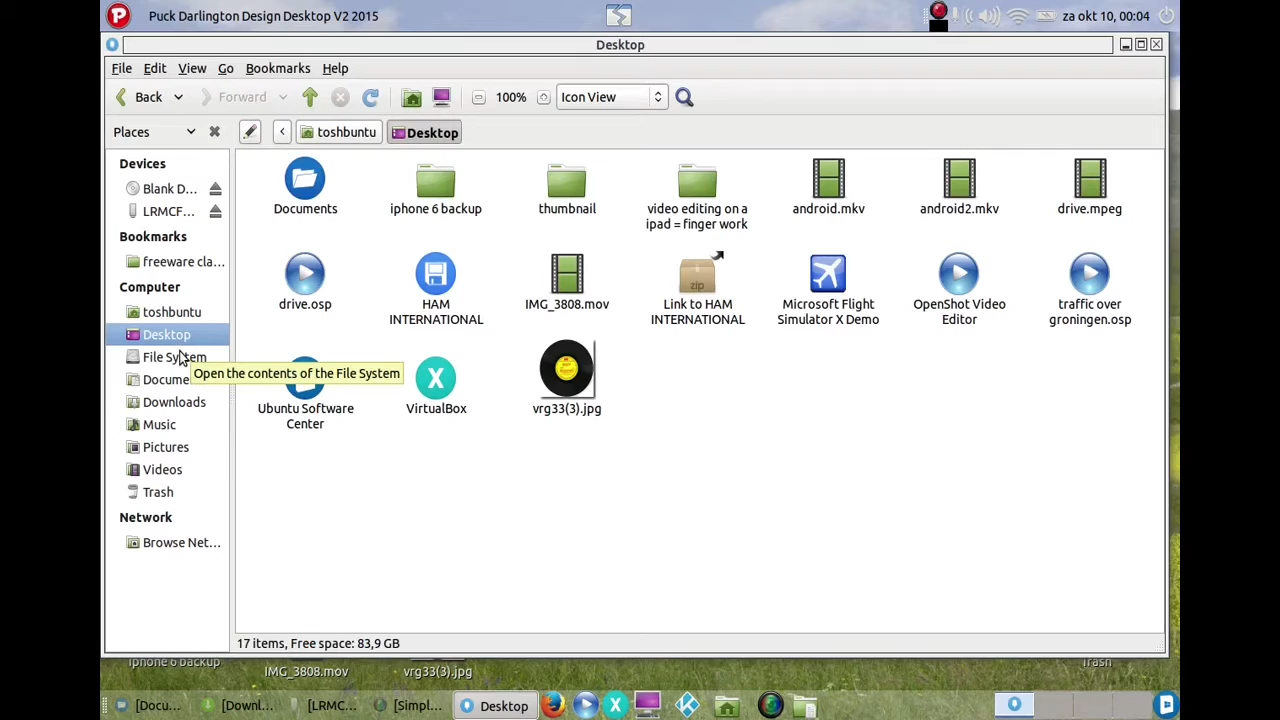 Puck Darlington Design Desktop V2 2015
za okt 10, 00:04
Desktop
File Edit View Go Bookmarks Help
Back Forward 100% Icon View
Places toshbuntu Desktop
Devices
Blank D...
LRMCF...
Bookmarks
freeware cla...
Computer
toshbuntu
Desktop
File System
Docume
Downloads
Music
Pictures
Videos
Trash
Network
Browse Net...
Open the contents of the File System
Documents
iphone 6 backup
thumbnail
video editing on a
ipad = finger work
android.mkv
android2.mkv
drive.mpeg
drive.osp
HAM
INTERNATIONAL
IMG_3808.mov
zip
Link to HAM
INTERNATIONAL
Microsoft Flight
Simulator X Demo
OpenShot Video
Editor
traffic over
groningen.osp
Ubuntu Software
Center
X
VirtualBox
vrg33(3).jpg
17 items, Free space: 83,9 GB
iphone 6 backup
IMG_3808.mov
vrg33(3).jpg
Trash
[Docu... [Downl... [LRMC... [Simpl... Desktop